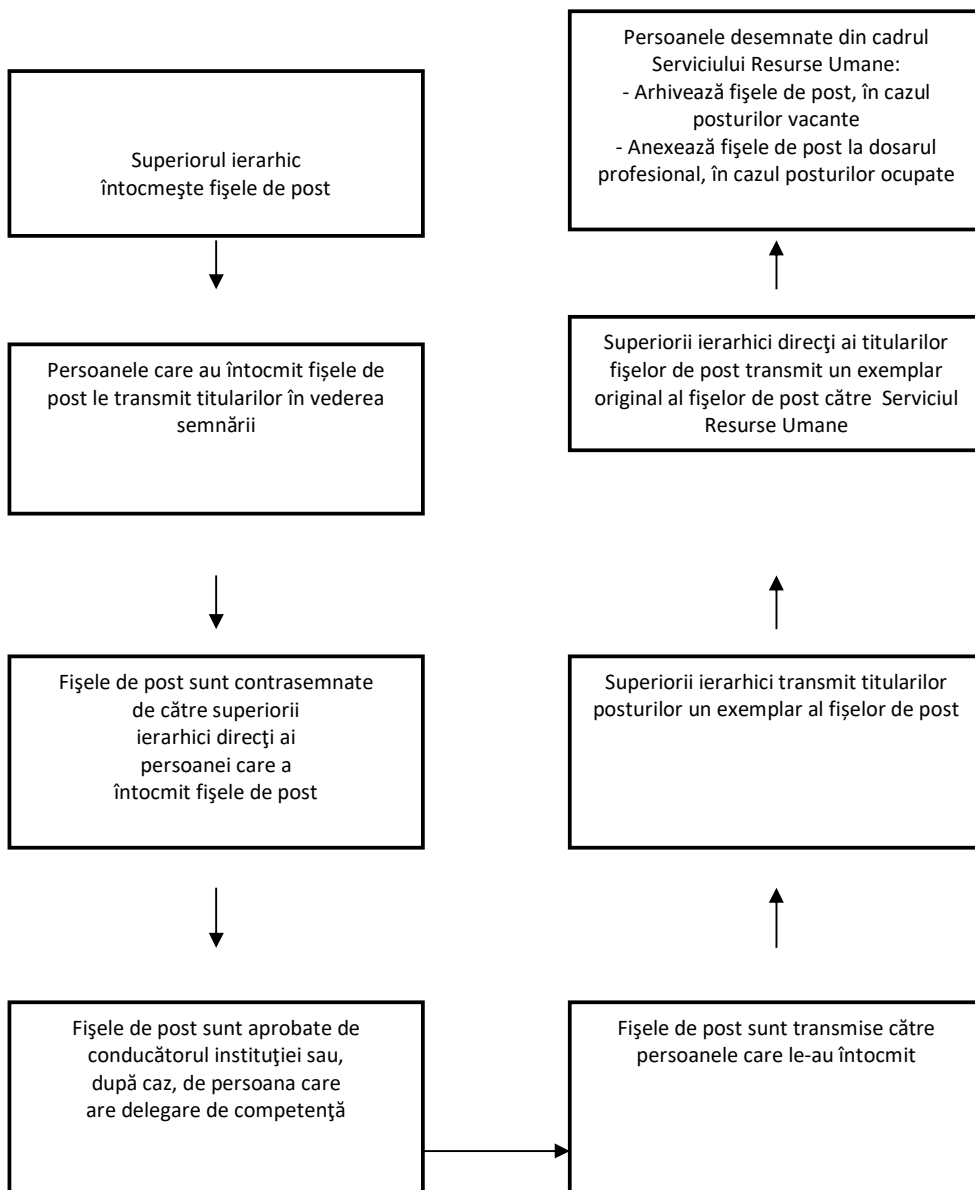 Superiorul ierarhic
întocmeşte fişele de post
Persoanele care au întocmit fișele de
post le transmit titularilor în vederea
semnării
Fişele de post sunt contrasemnate
de către superiorii
ierarhici direcţi ai
persoanei care a
întocmit fişele de post
Fişele de post sunt aprobate de
conducătorul instituţiei sau,
după caz, de persoana care
are delegare de competenţă
Fişele de post sunt transmise către
persoanele care le-au întocmit
Superiorii ierarhici transmit titularilor
posturilor un exemplar al fișelor de post
Superiorii ierarhici direcţi ai titularilor
fişelor de post transmit un exemplar
original al fişelor de post către Serviciul
Resurse Umane
Persoanele desemnate din cadrul
Serviciului Resurse Umane:
- Arhivează fişele de post, în cazul
posturilor vacante
- Anexează fişele de post la dosarul
profesional, în cazul posturilor ocupate